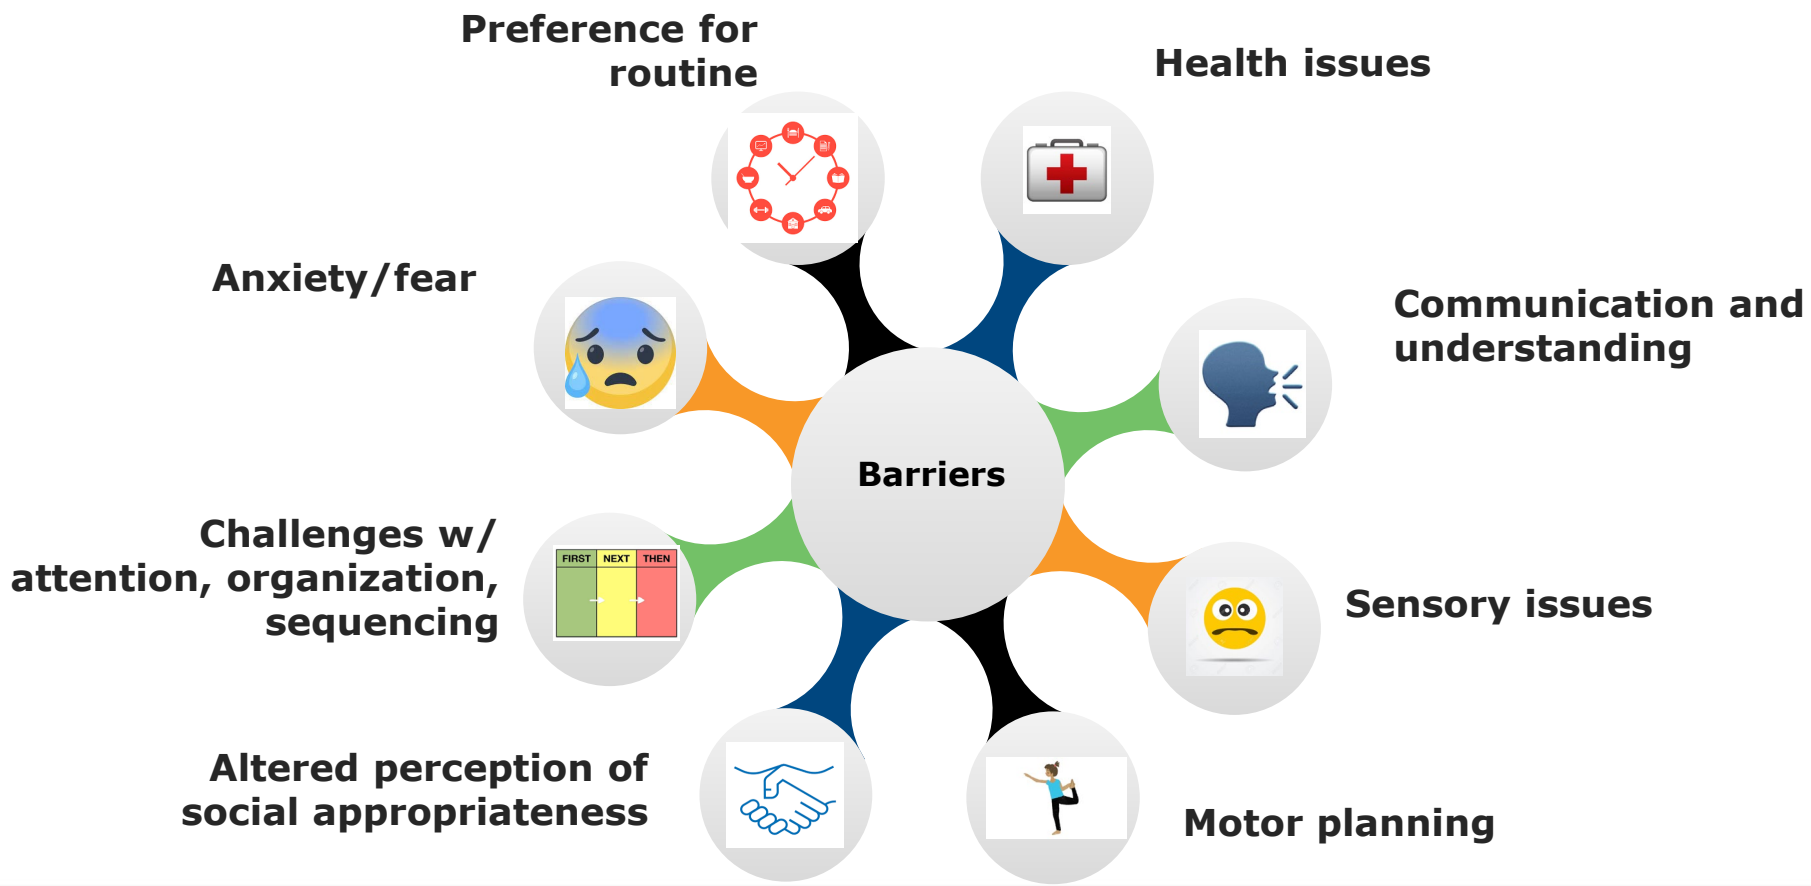 Preference for
routine
Health issues
Anxiety/fear
Communication and
understanding
Barriers
Challenges w/
attention, organization,
sequencing
FIRST NEXT THEN
Sensory issues
Altered perception of
social appropriateness
Motor planning